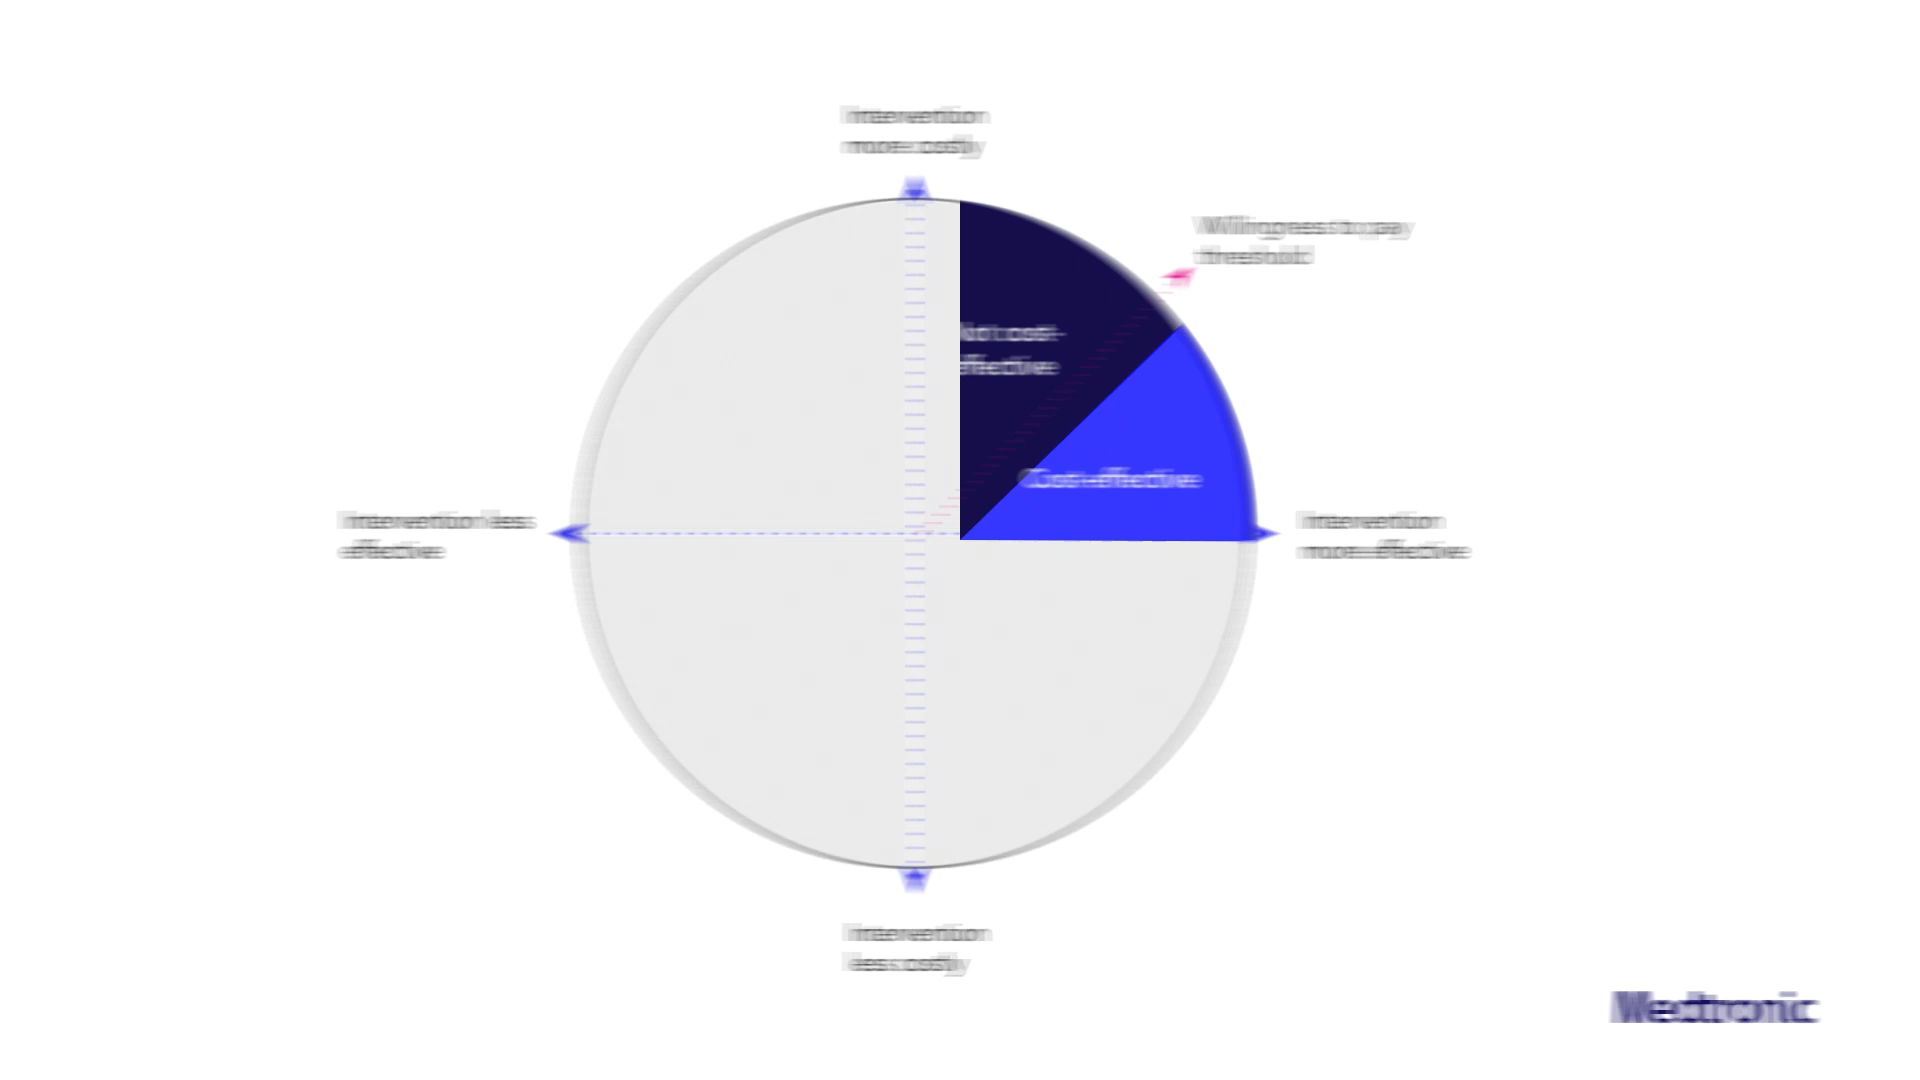 Intervention
more costly
Willingness to pay
threshold
Not cost-
effective
Cost-effective
Intervention less
effective
Intervention
more effective
Intervention
less costly
Medtronic